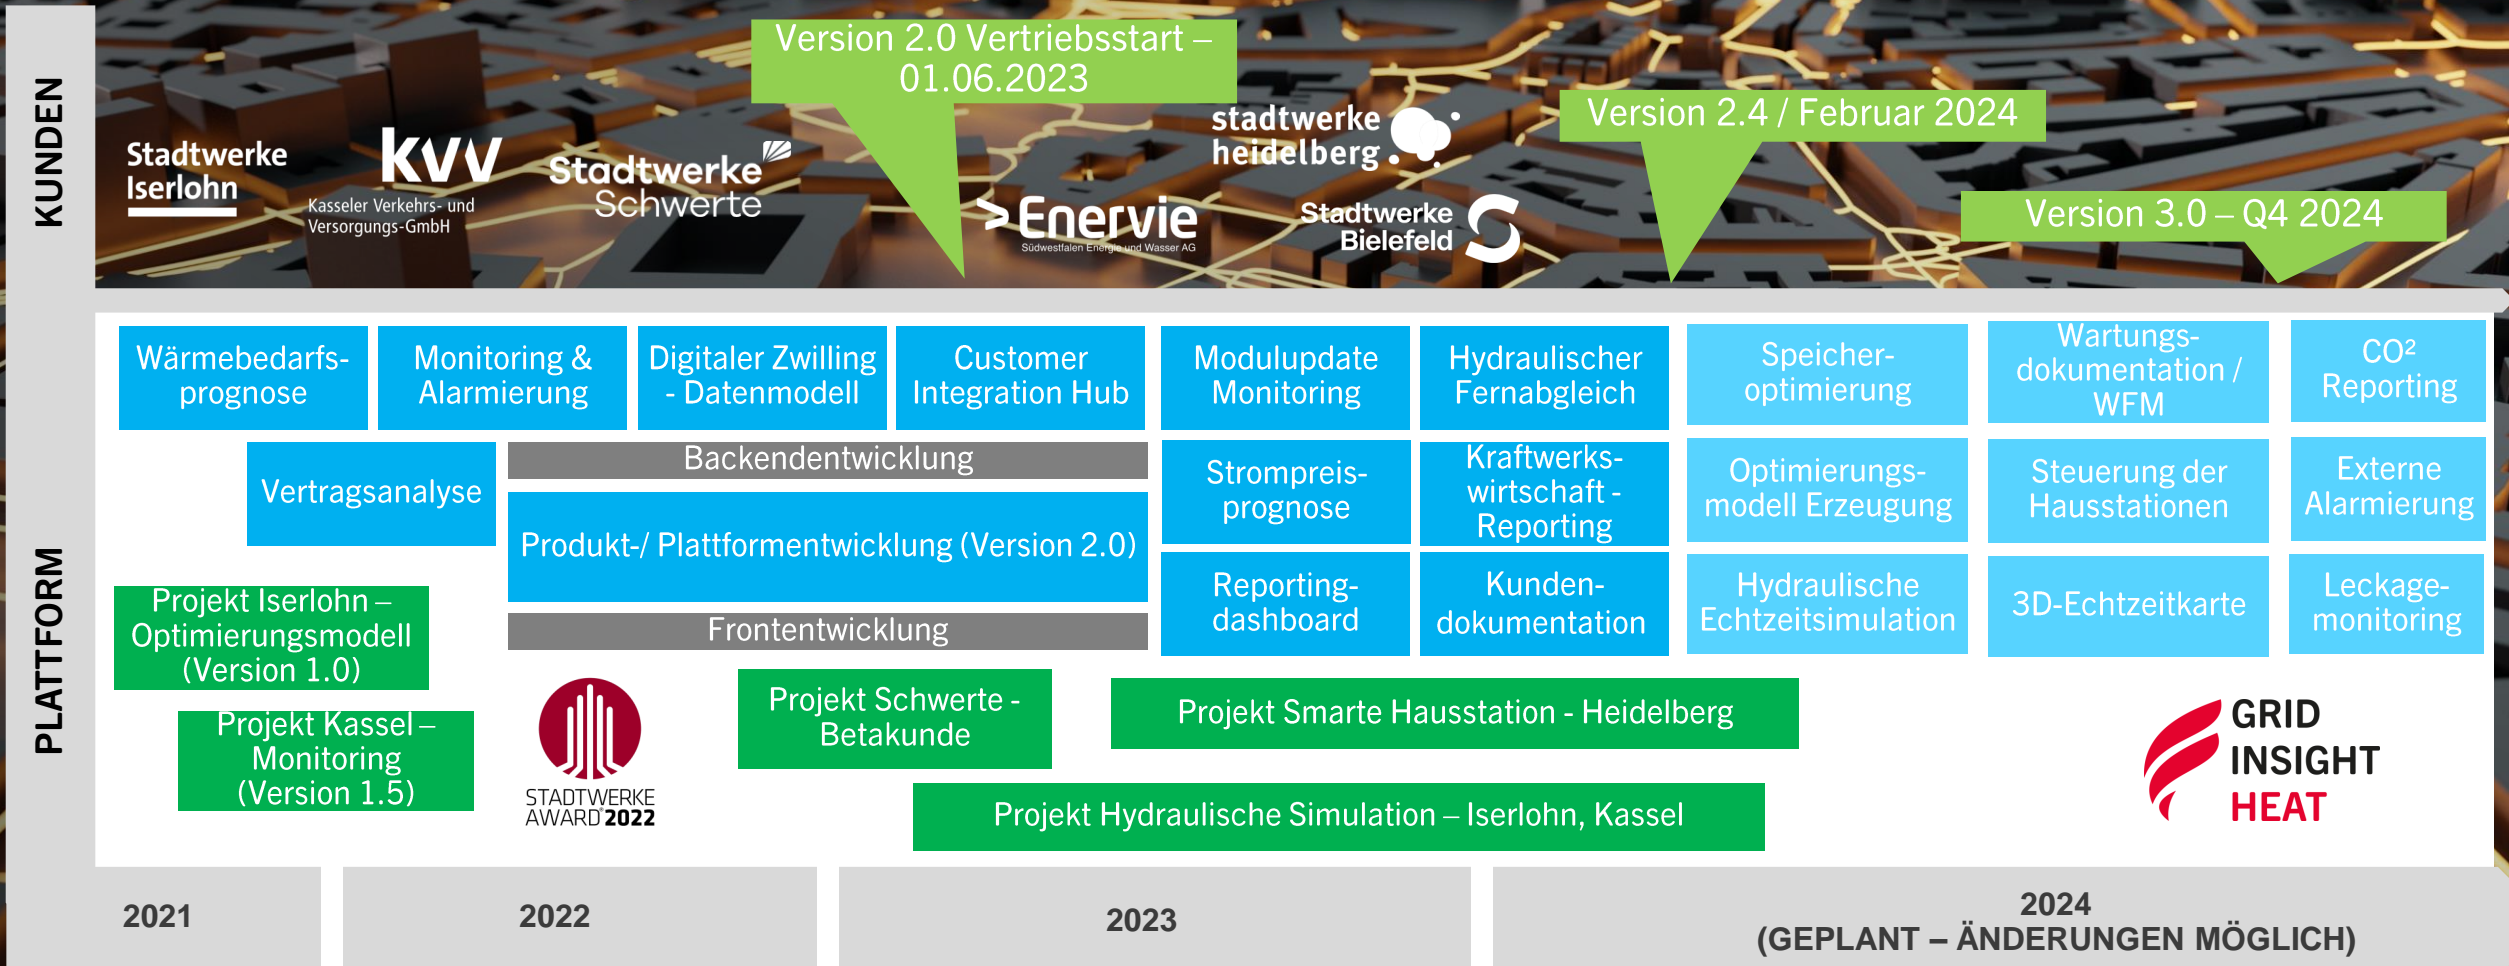 KUNDEN
Version 2.0 Vertriebsstart –
01.06.2023
Version 2.4 / Februar 2024
Version 3.0 – Q4 2024
Stadtwerke
Iserlohn
kvv
Kasseler Verkehrs- und
Versorgungs-GmbH
Stadtwerke
Schwerte
>Enervie
Südwestfalen Energie und Wasser AG
stadtwerke
heidelberg
Stadtwerke
Bielefeld
PLATTFORM
Wärmebedarfs-
prognose
Monitoring &
Alarmierung
Digitaler Zwilling
- Datenmodell
Customer
Integration Hub
Modulupdate
Monitoring
Hydraulischer
Fernabgleich
Speicher-
optimierung
Wartungs-
dokumentation /
WFM
CO²
Reporting
Vertragsanalyse
Backendentwicklung
Produkt-/ Plattformentwicklung (Version 2.0)
Frontentwicklung
Strompreis-
prognose
Kraftwerks-
wirtschaft -
Reporting
Optimierungs-
modell Erzeugung
Steuerung der
Hausstationen
Externe
Alarmierung
Reporting-
dashboard
Kunden-
dokumentation
Hydraulische
Echtzeitsimulation
3D-Echtzeitkarte
Leckage-
monitoring
Projekt Iserlohn –
Optimierungsmodell
(Version 1.0)
Projekt Kassel –
Monitoring
(Version 1.5)
STADTWERKE
AWARD® 2022
Projekt Schwerte -
Betakunde
Projekt Smarte Hausstation - Heidelberg
Projekt Hydraulische Simulation – Iserlohn, Kassel
GRID
INSIGHT
HEAT
2021
2022
2023
2024
(GEPLANT – ÄNDERUNGEN MÖGLICH)